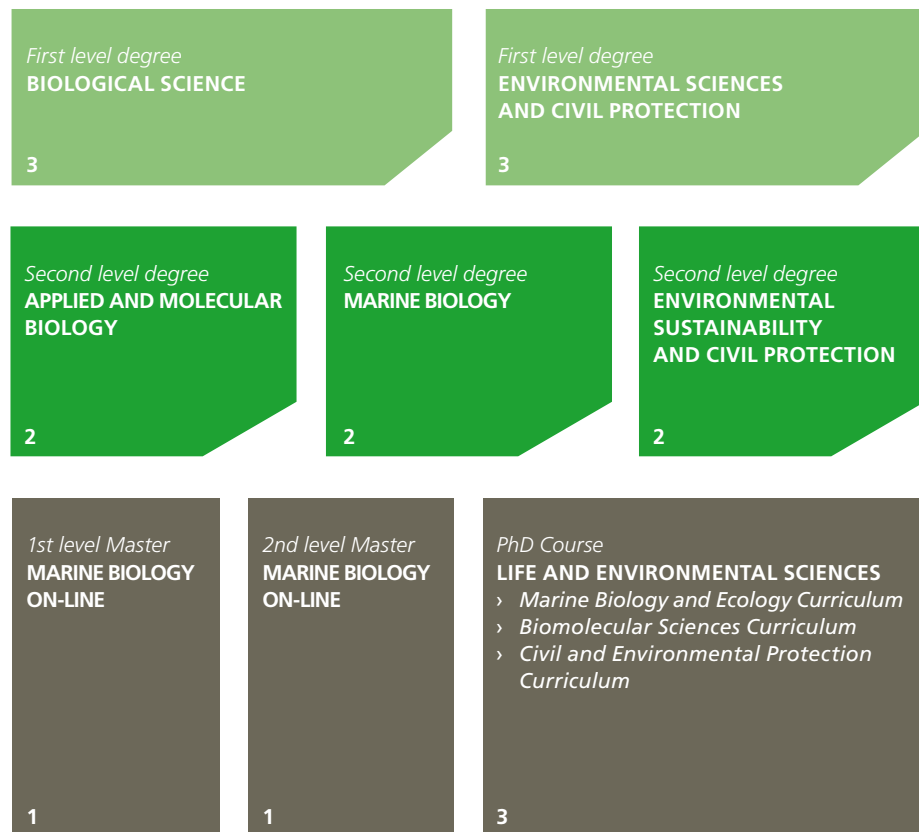 First level degree
BIOLOGICAL SCIENCE
3
First level degree
ENVIRONMENTAL SCIENCES
AND CIVIL PROTECTION
3
Second level degree
APPLIED AND MOLECULAR
BIOLOGY
2
Second level degree
MARINE BIOLOGY
2
Second level degree
ENVIRONMENTAL
SUSTAINABILITY
AND CIVIL PROTECTION
2
1st level Master
MARINE BIOLOGY
ON-LINE
1
2nd level Master
MARINE BIOLOGY
ON-LINE
1
PhD Course
LIFE AND ENVIRONMENTAL SCIENCES
› Marine Biology and Ecology Curriculum
› Biomolecular Sciences Curriculum
› Civil and Environmental Protection
Curriculum
3